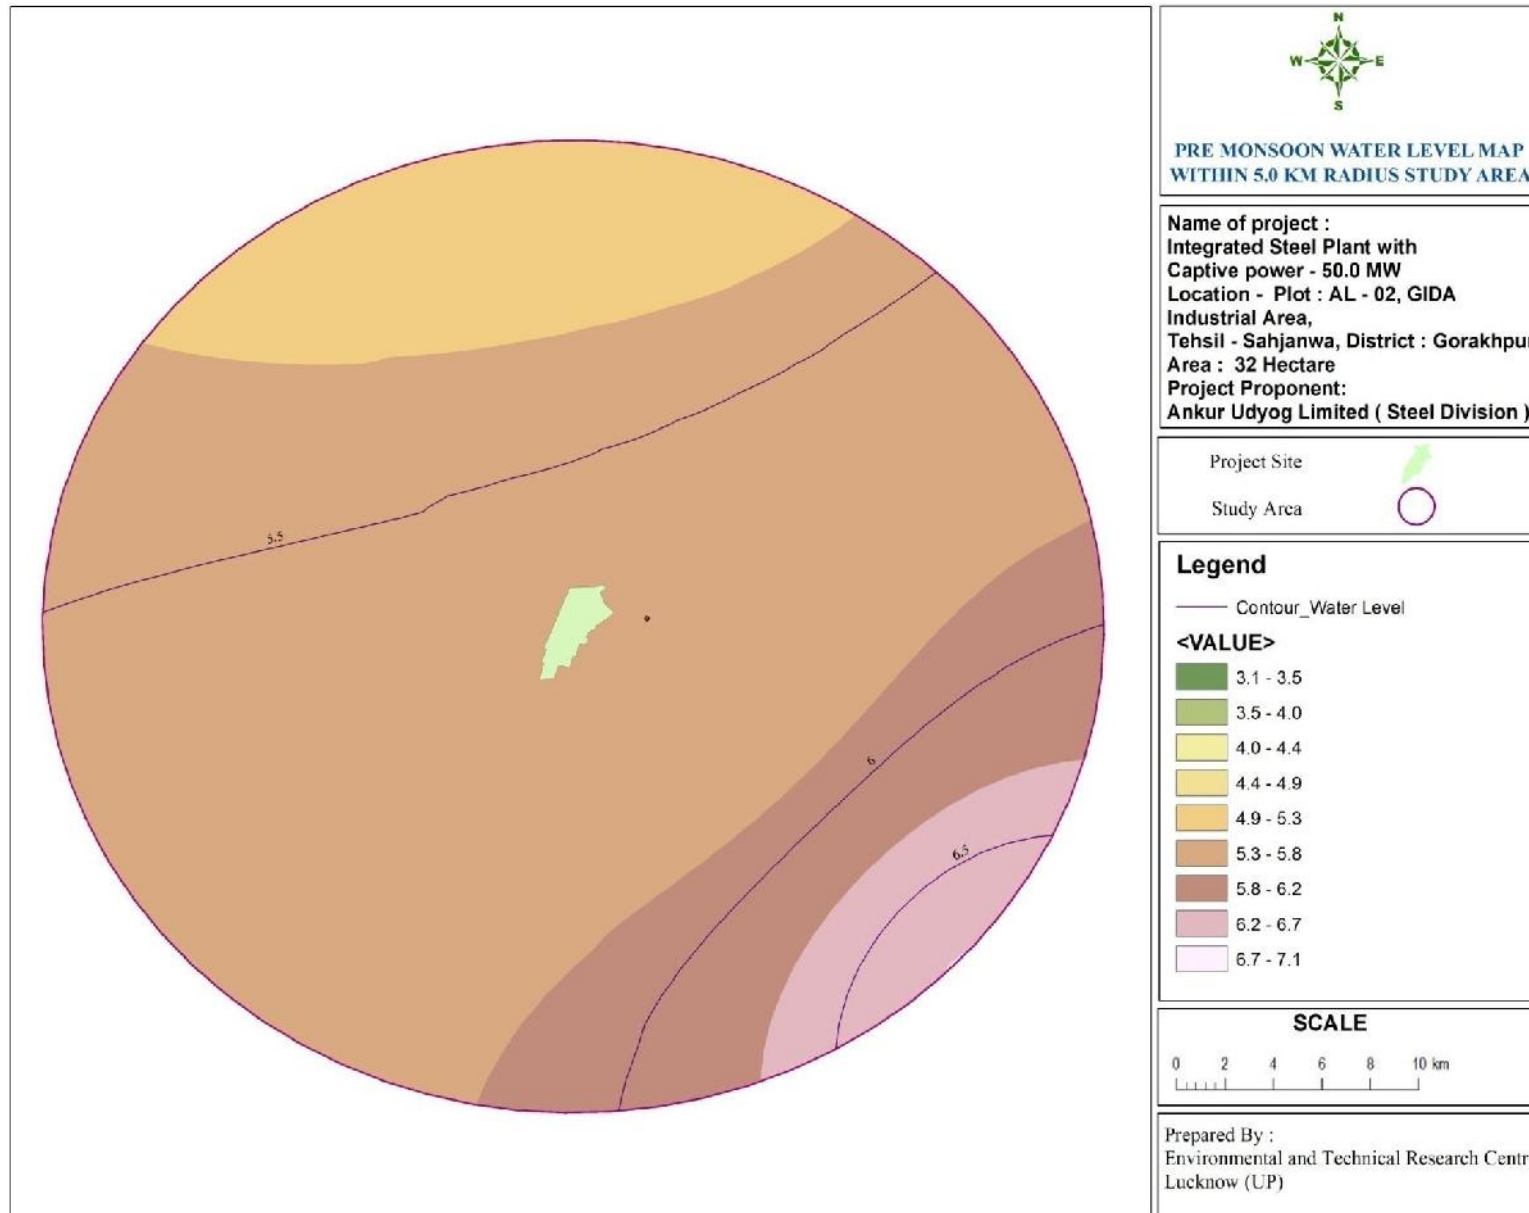 N
W E
S
PRE MONSOON WATER LEVEL MAP
WITHIN 5.0 KM RADIUS STUDY AREA
Name of project :
Integrated Steel Plant with
Captive power - 50.0 MW
Location - Plot : AL - 02, GIDA
Industrial Area,
Tehsil - Sahjanwa, District : Gorakhpur
Area : 32 Hectare
Project Proponent:
Ankur Udyog Limited ( Steel Division )
Project Site
Study Area
Legend
Contour_Water Level
<VALUE>
3.1 - 3.5
3.5 - 4.0
4.0 - 4.4
4.4 - 4.9
4.9 - 5.3
5.3 - 5.8
5.8 - 6.2
6.2 - 6.7
6.7 - 7.1
SCALE
0 2 4 6 8 10 km
Prepared By :
Environmental and Technical Research Centr
Lucknow (UP)
5.5
6
6.5